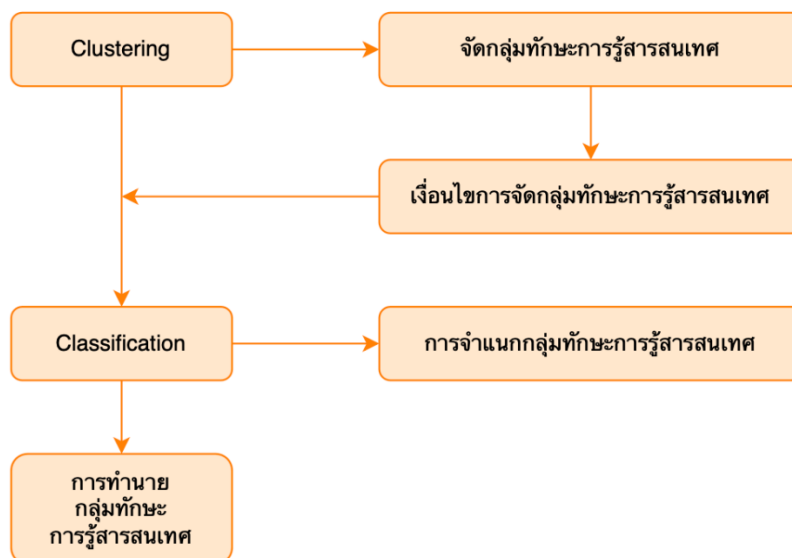 Clustering
จัดกลุ่มทักษะการรู้สารสนเทศ
เงื่อนไขการจัดกลุ่มทักษะการรู้สารสนเทศ
Classification
การจำแนกกลุ่มทักษะการรู้สารสนเทศ
การทำนาย
กลุ่มทักษะ
การรู้สารสนเทศ